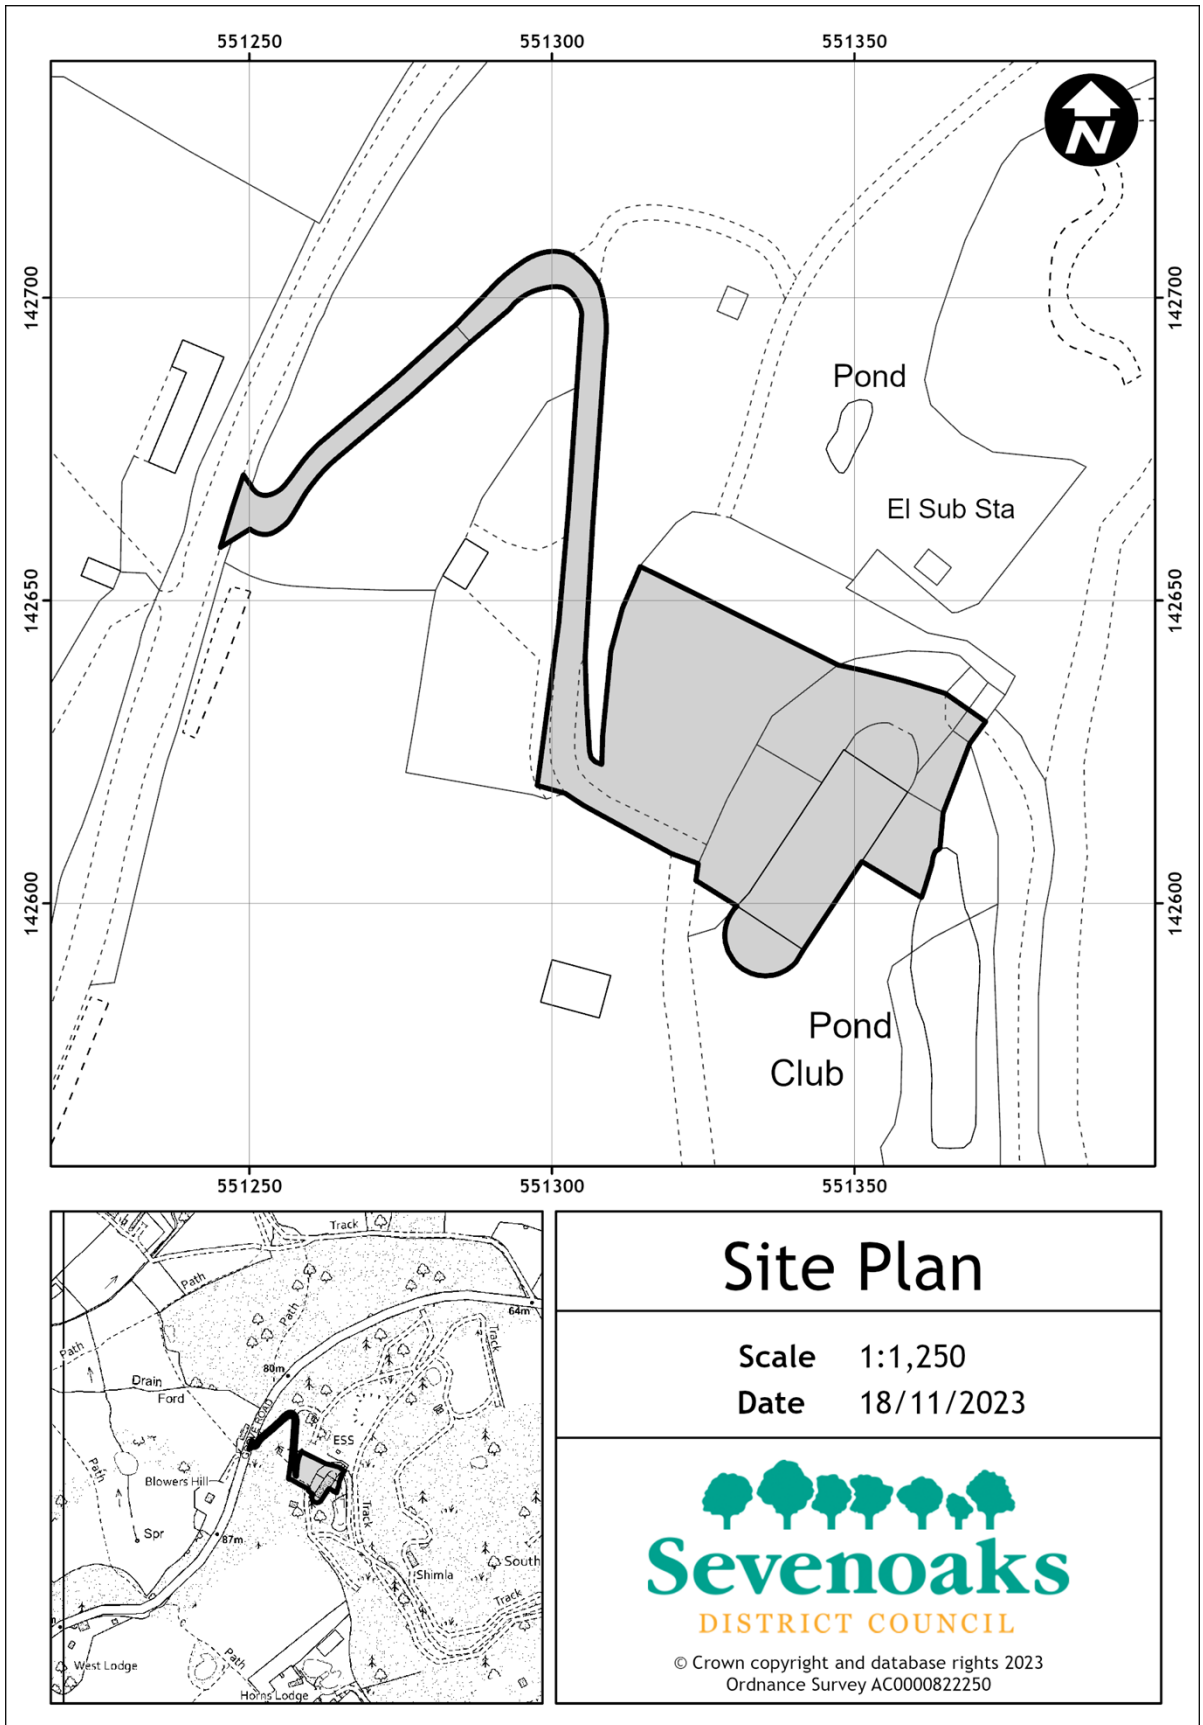 551250 551300 551350
N
142700 142700
Pond
El Sub Sta
142650 142650
142600 142600
Pond
Club
551250 551300 551350
Track
Path
Path
64m
Track
Path
80m
Drain
Ford
ESS
Path
Blowers Hill
Track
Spr
87m
South
Shimla
Track
Path
West Lodge
Horns Lodge
Site Plan
Scale 1:1,250
Date 18/11/2023
Sevenoaks
DISTRICT COUNCIL
© Crown copyright and database rights 2023
Ordnance Survey AC0000822250